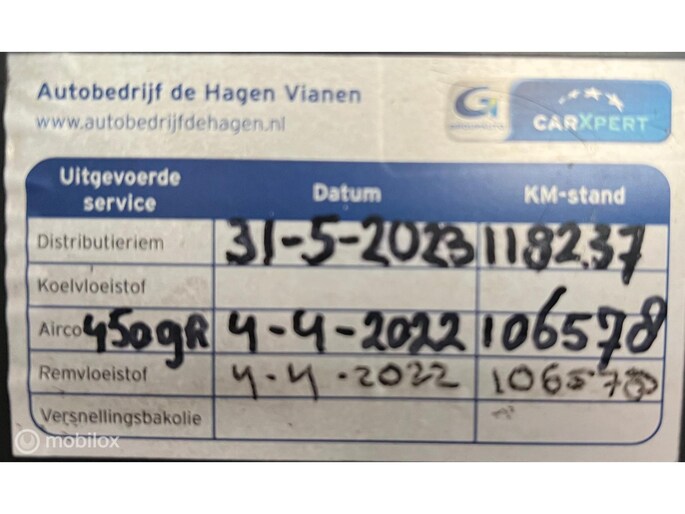 Autobedrijf de Hagen Vianen
www.autobedrijfdehagen.nl
CARXPERT
Uitgevoerde service Datum KM-stand
Distributieriem 31-5-2023 118237
Koelvloeistof
Airco 450gR 4-4-2022 106578
Remvloeistof 4-4-2022 106578
Versnellingsbakolie
mobilox